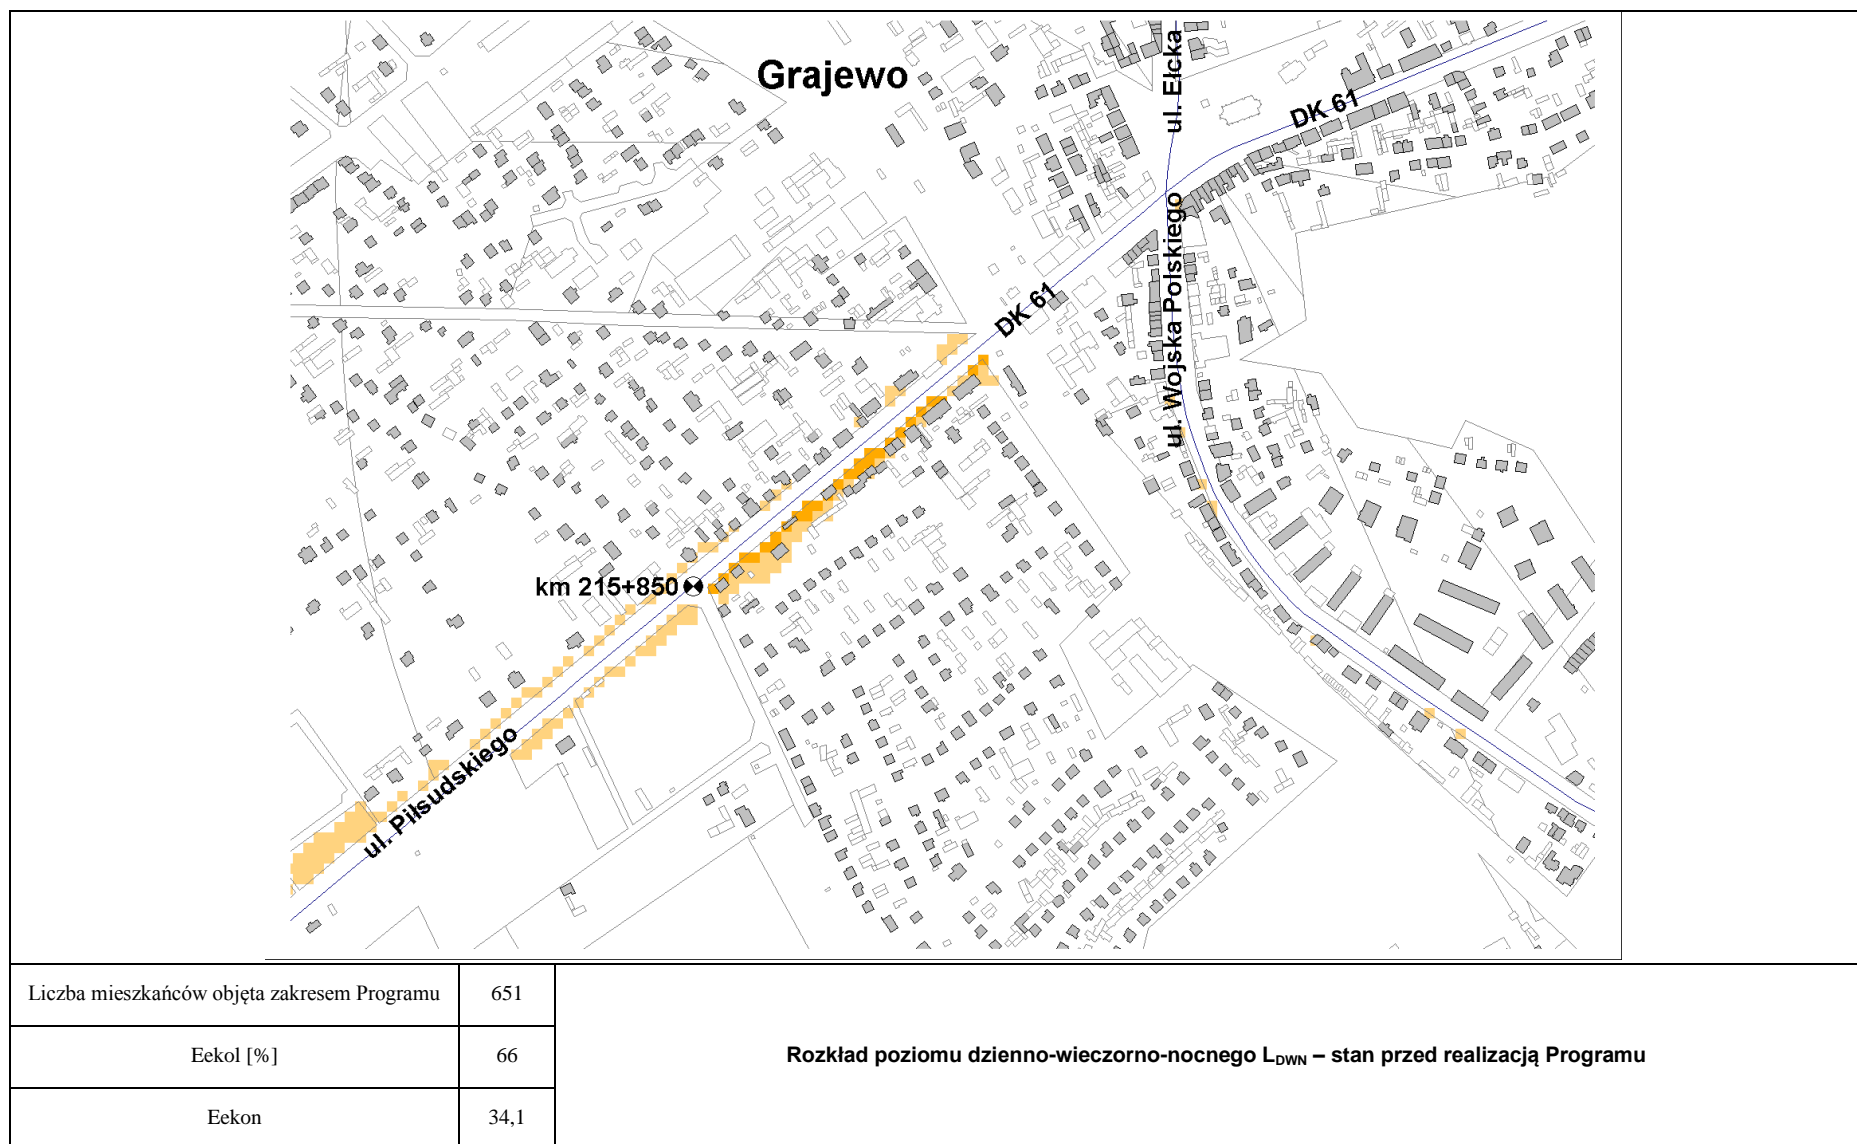 Grajewo
ul. Ełcka
DK 61
ul. Wojska Polskiego
DK 61
km 215+850
ul. Piłsudskiego
Liczba mieszkańców objęta zakresem Programu 651
Eekol [%] 66
Rozkład poziomu dzienno-wieczorno-nocnego LDWN – stan przed realizacją Programu
Eekon 34,1